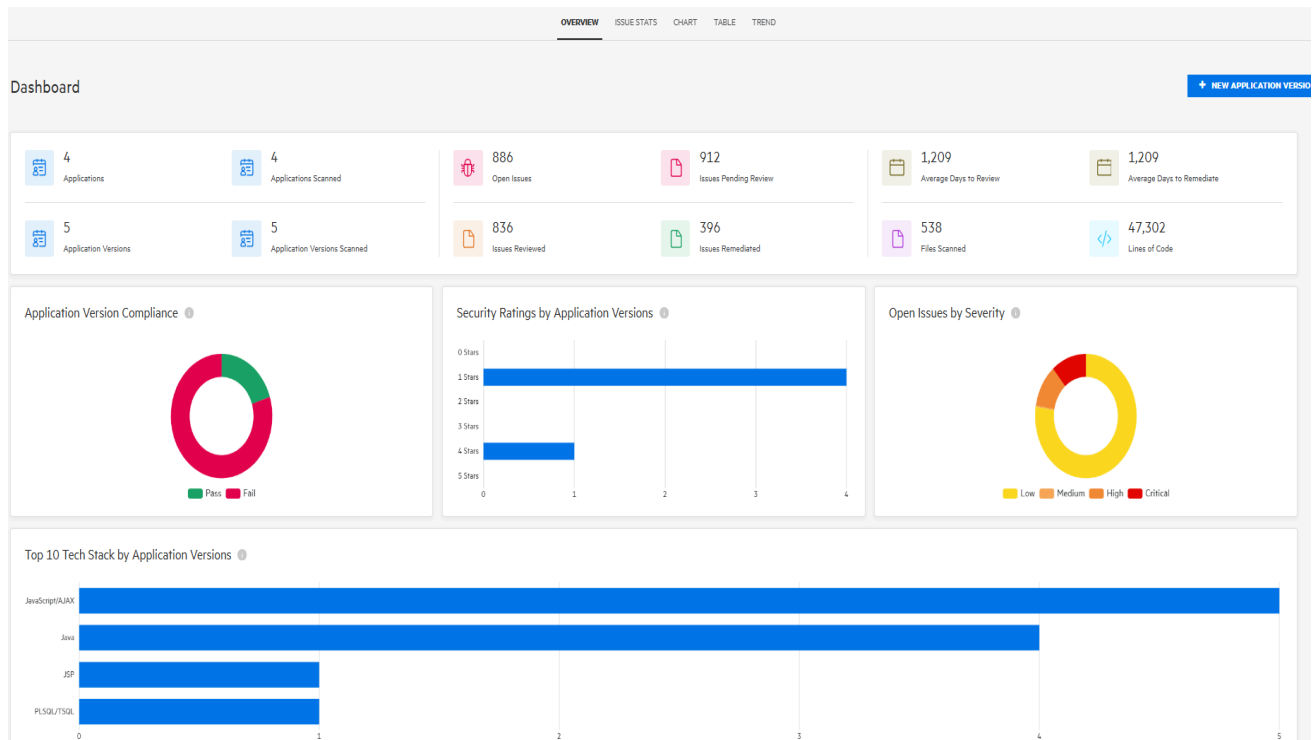 OVERVIEW ISSUE STATS CHART TABLE TREND
Dashboard
+ NEW APPLICATION VERSIO
4
Applications
4
Applications Scanned
886
Open Issues
912
Issues Pending Review
1,209
Average Days to Review
1,209
Average Days to Remediate
5
Application Versions
5
Application Versions Scanned
836
Issues Reviewed
396
Issues Remediated
538
Files Scanned
47,302
Lines of Code
Application Version Compliance
Pass Fail
Security Ratings by Application Versions
0 Stars
1 Stars
2 Stars
3 Stars
4 Stars
5 Stars
0 1 2 3 4
Open Issues by Severity
Low Medium High Critical
Top 10 Tech Stack by Application Versions
JavaScript/AJAX
Java
JSP
PLSQL/TSQL
0 1 2 3 4 5